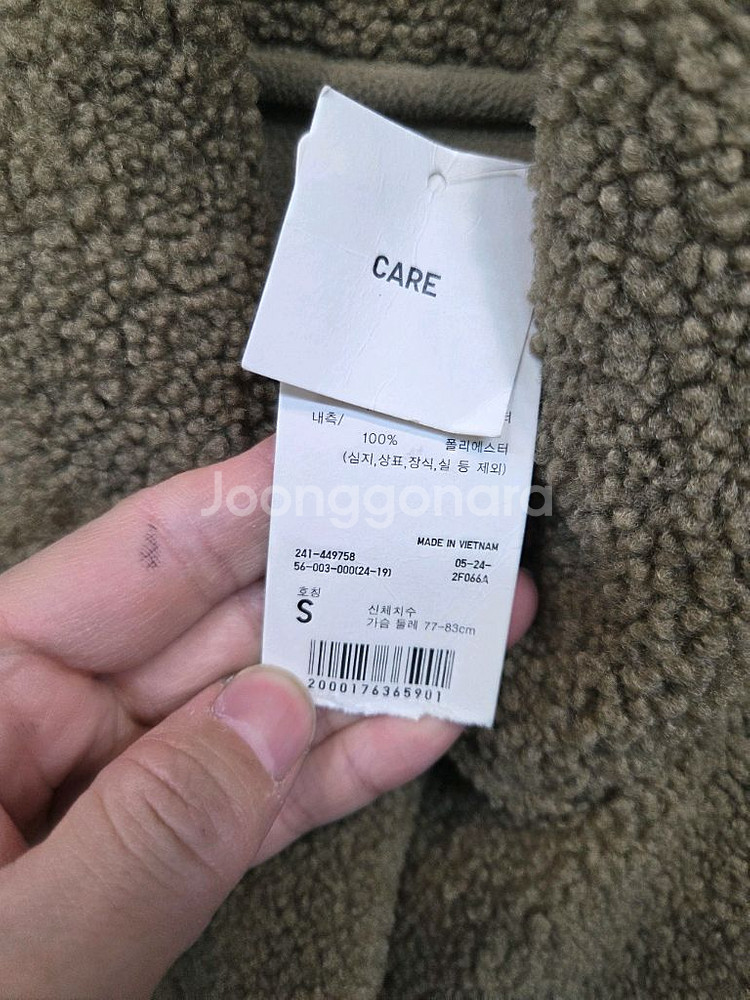 CARE
내측/
100% 폴리에스터
(심지,상표,장식,실 등 제외)
Joonggonara
MADE IN VIETNAM
241-449758 05-24-
56-003-000(24-19) 2F066A
호칭
S
신체치수
가슴 둘레 77-83cm
2000176365901